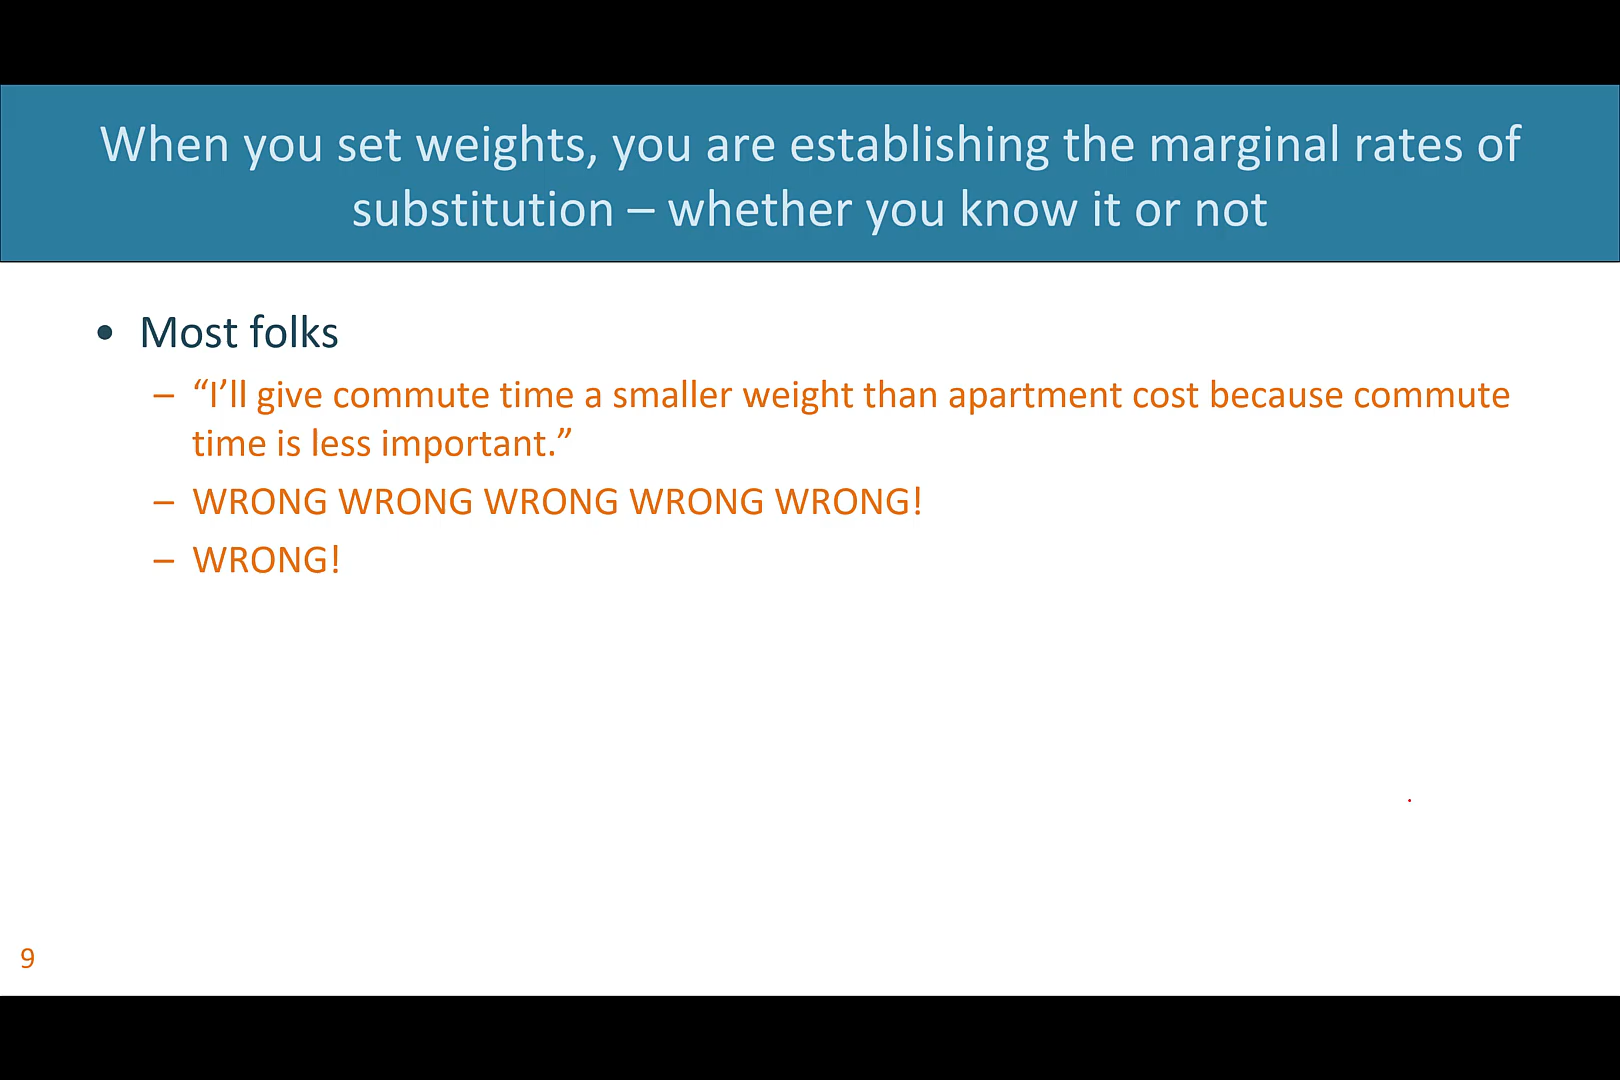 When you set weights, you are establishing the marginal rates of
substitution – whether you know it or not
• Most folks
– “I’ll give commute time a smaller weight than apartment cost because commute
time is less important.”
– WRONG WRONG WRONG WRONG WRONG!
– WRONG!
9